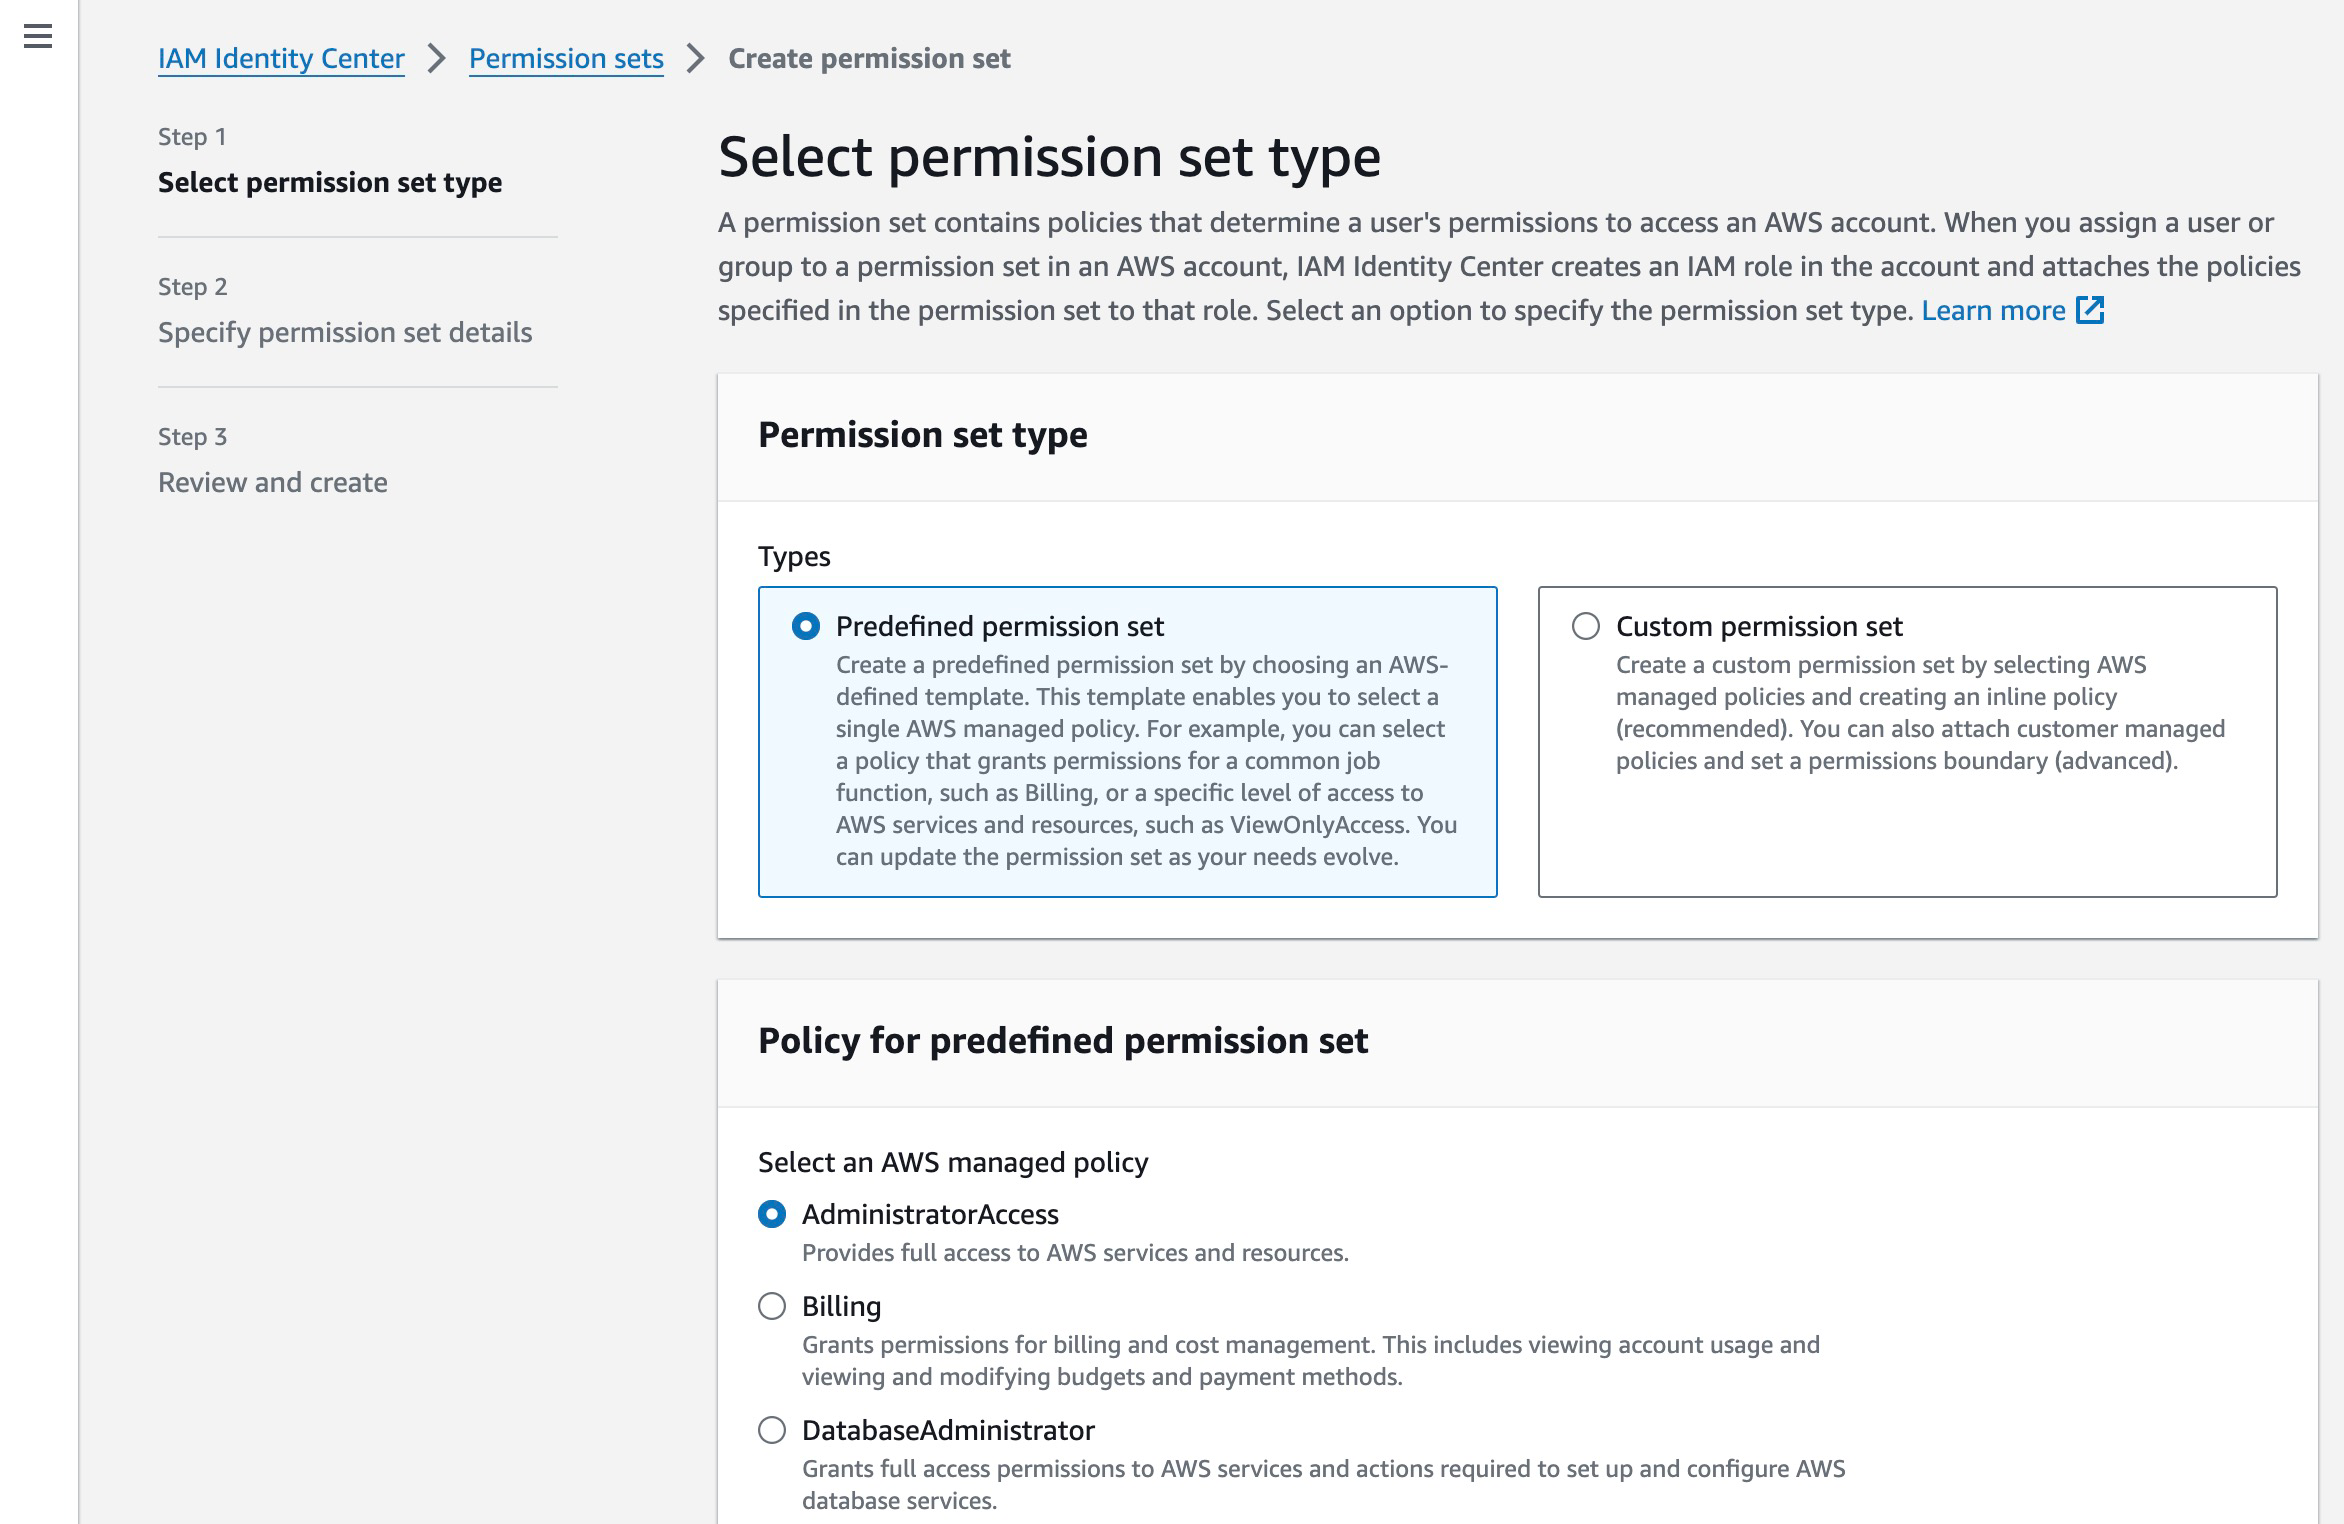 IAM Identity Center > Permission sets > Create permission set
Step 1
Select permission set type
Step 2
Specify permission set details
Step 3
Review and create
Select permission set type
A permission set contains policies that determine a user's permissions to access an AWS account. When you assign a user or
group to a permission set in an AWS account, IAM Identity Center creates an IAM role in the account and attaches the policies
specified in the permission set to that role. Select an option to specify the permission set type. Learn more
Permission set type
Types
Predefined permission set
Create a predefined permission set by choosing an AWS-
defined template. This template enables you to select a
single AWS managed policy. For example, you can select
a policy that grants permissions for a common job
function, such as Billing, or a specific level of access to
AWS services and resources, such as ViewOnlyAccess. You
can update the permission set as your needs evolve.
Custom permission set
Create a custom permission set by selecting AWS
managed policies and creating an inline policy
(recommended). You can also attach customer managed
policies and set a permissions boundary (advanced).
Policy for predefined permission set
Select an AWS managed policy
AdministratorAccess
Provides full access to AWS services and resources.
Billing
Grants permissions for billing and cost management. This includes viewing account usage and
viewing and modifying budgets and payment methods.
DatabaseAdministrator
Grants full access permissions to AWS services and actions required to set up and configure AWS
database services.